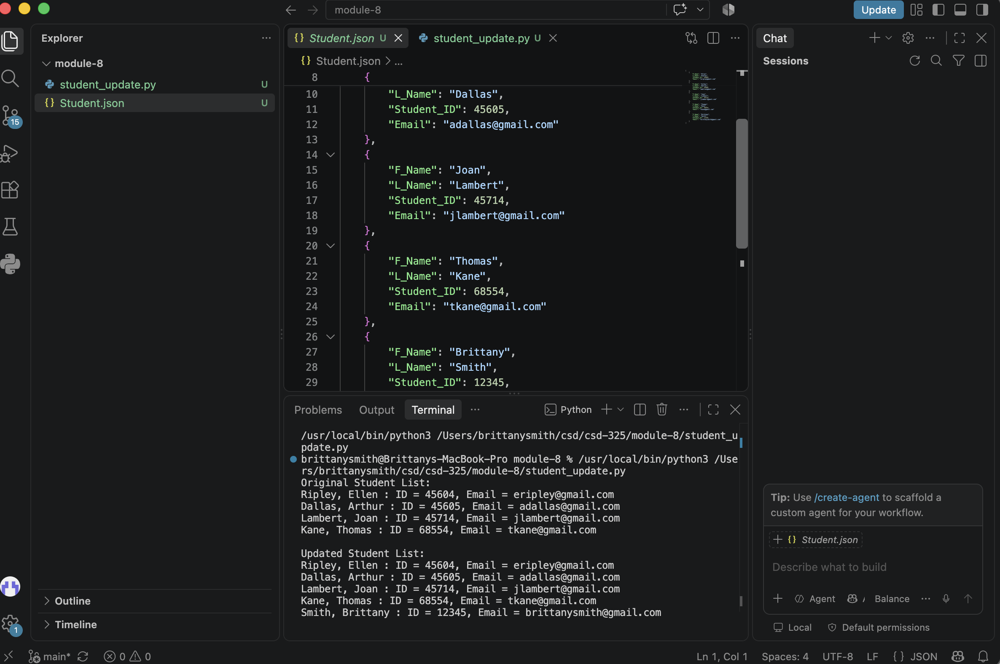 module-8
Update
Explorer
module-8
student_update.py U
Student.json U
15
Outline
Timeline
1
Student.json U
student_update.py U
Student.json > ...
8 {
10 "L_Name": "Dallas",
11 "Student_ID": 45605,
12 "Email": "adallas@gmail.com"
13 },
14 {
15 "F_Name": "Joan",
16 "L_Name": "Lambert",
17 "Student_ID": 45714,
18 "Email": "jlambert@gmail.com"
19 },
20 {
21 "F_Name": "Thomas",
22 "L_Name": "Kane",
23 "Student_ID": 68554,
24 "Email": "tkane@gmail.com"
25 },
26 {
27 "F_Name": "Brittany",
28 "L_Name": "Smith",
29 "Student_ID": 12345,
Problems Output Terminal
Python
/usr/local/bin/python3 /Users/brittanysmith/csd/csd-325/module-8/student_u
pdate.py
brittanysmith@Brittanys-MacBook-Pro module-8 % /usr/local/bin/python3 /Use
rs/brittanysmith/csd/csd-325/module-8/student_update.py
Original Student List:
Ripley, Ellen : ID = 45604, Email = eripley@gmail.com
Dallas, Arthur : ID = 45605, Email = adallas@gmail.com
Lambert, Joan : ID = 45714, Email = jlambert@gmail.com
Kane, Thomas : ID = 68554, Email = tkane@gmail.com
Updated Student List:
Ripley, Ellen : ID = 45604, Email = eripley@gmail.com
Dallas, Arthur : ID = 45605, Email = adallas@gmail.com
Lambert, Joan : ID = 45714, Email = jlambert@gmail.com
Kane, Thomas : ID = 68554, Email = tkane@gmail.com
Smith, Brittany : ID = 12345, Email = brittanysmith@gmail.com
Chat
Sessions
Tip: Use /create-agent to scaffold a
custom agent for your workflow.
Student.json
Describe what to build
Agent
Balance
Local
Default permissions
main*
0
0
Ln 1, Col 1
Spaces: 4
UTF-8
LF
{ } JSON